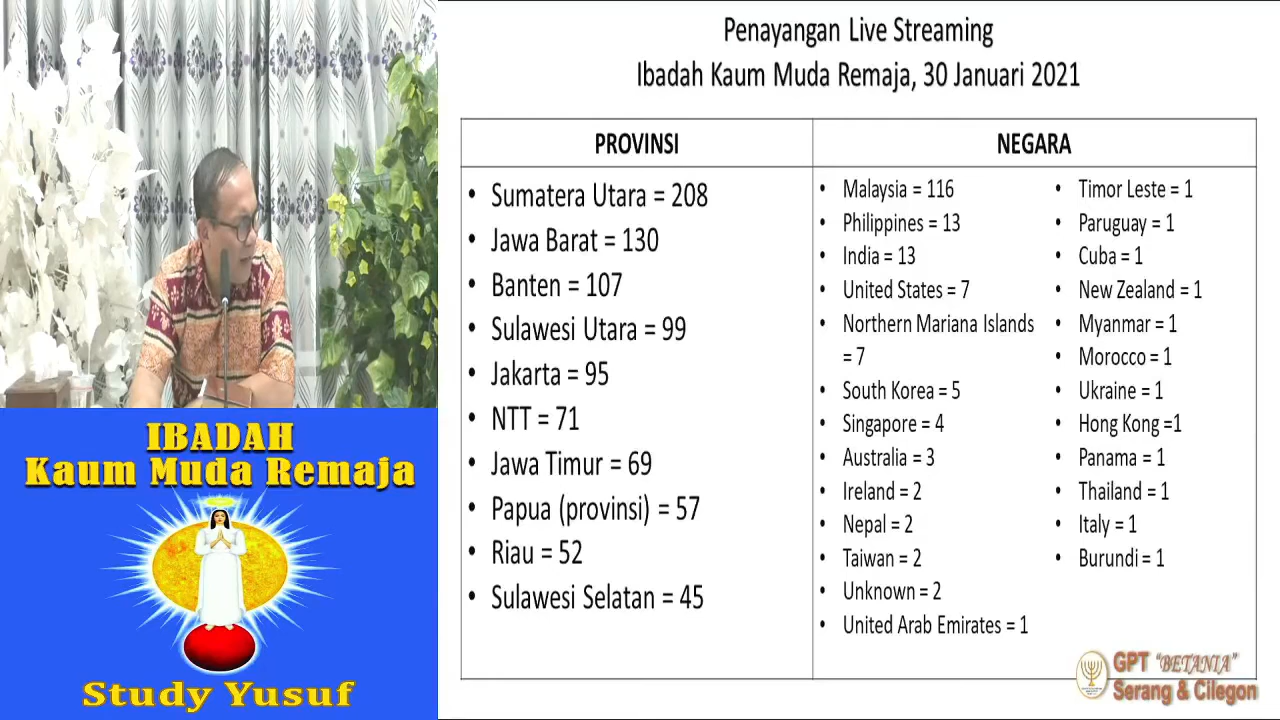 Penayangan Live Streaming
Ibadah Kaum Muda Remaja, 30 Januari 2021
PROVINSI
• Sumatera Utara = 208
• Jawa Barat = 130
• Banten = 107
• Sulawesi Utara = 99
• Jakarta = 95
• NTT = 71
• Jawa Timur = 69
• Papua (provinsi) = 57
• Riau = 52
• Sulawesi Selatan = 45
NEGARA
• Malaysia = 116
• Philippines = 13
• India = 13
• United States = 7
• Northern Mariana Islands
= 7
• South Korea = 5
• Singapore = 4
• Australia = 3
• Ireland = 2
• Nepal = 2
• Taiwan = 2
• Unknown = 2
• United Arab Emirates = 1
• Timor Leste = 1
• Paruguay = 1
• Cuba = 1
• New Zealand = 1
• Myanmar = 1
• Morocco = 1
• Ukraine = 1
• Hong Kong =1
• Panama = 1
• Thailand = 1
• Italy = 1
• Burundi = 1
IBADAH
Kaum Muda Remaja
Study Yusuf
GPT "BETANIA"
Serang & Cilegon